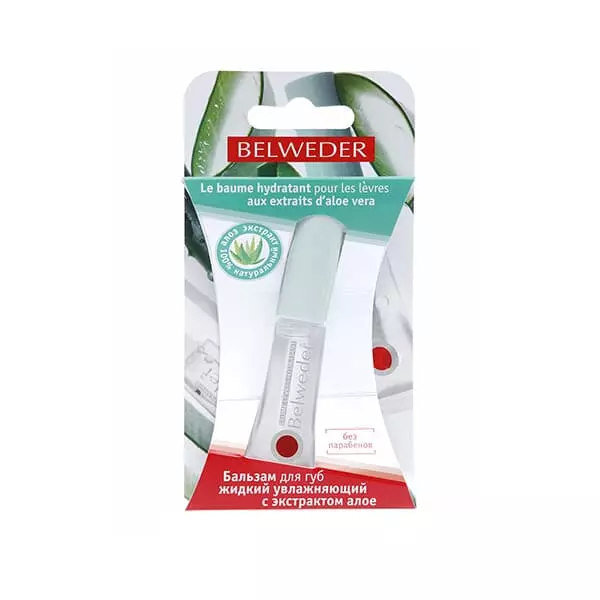 BELWEDER
Le baume hydratant pour les lèvres
aux extraits d'aloe vera
алоэ экстракт
100% натуральный
Belweder
без
парабенов
Бальзам для губ
жидкий увлажняющий
с экстрактом алое